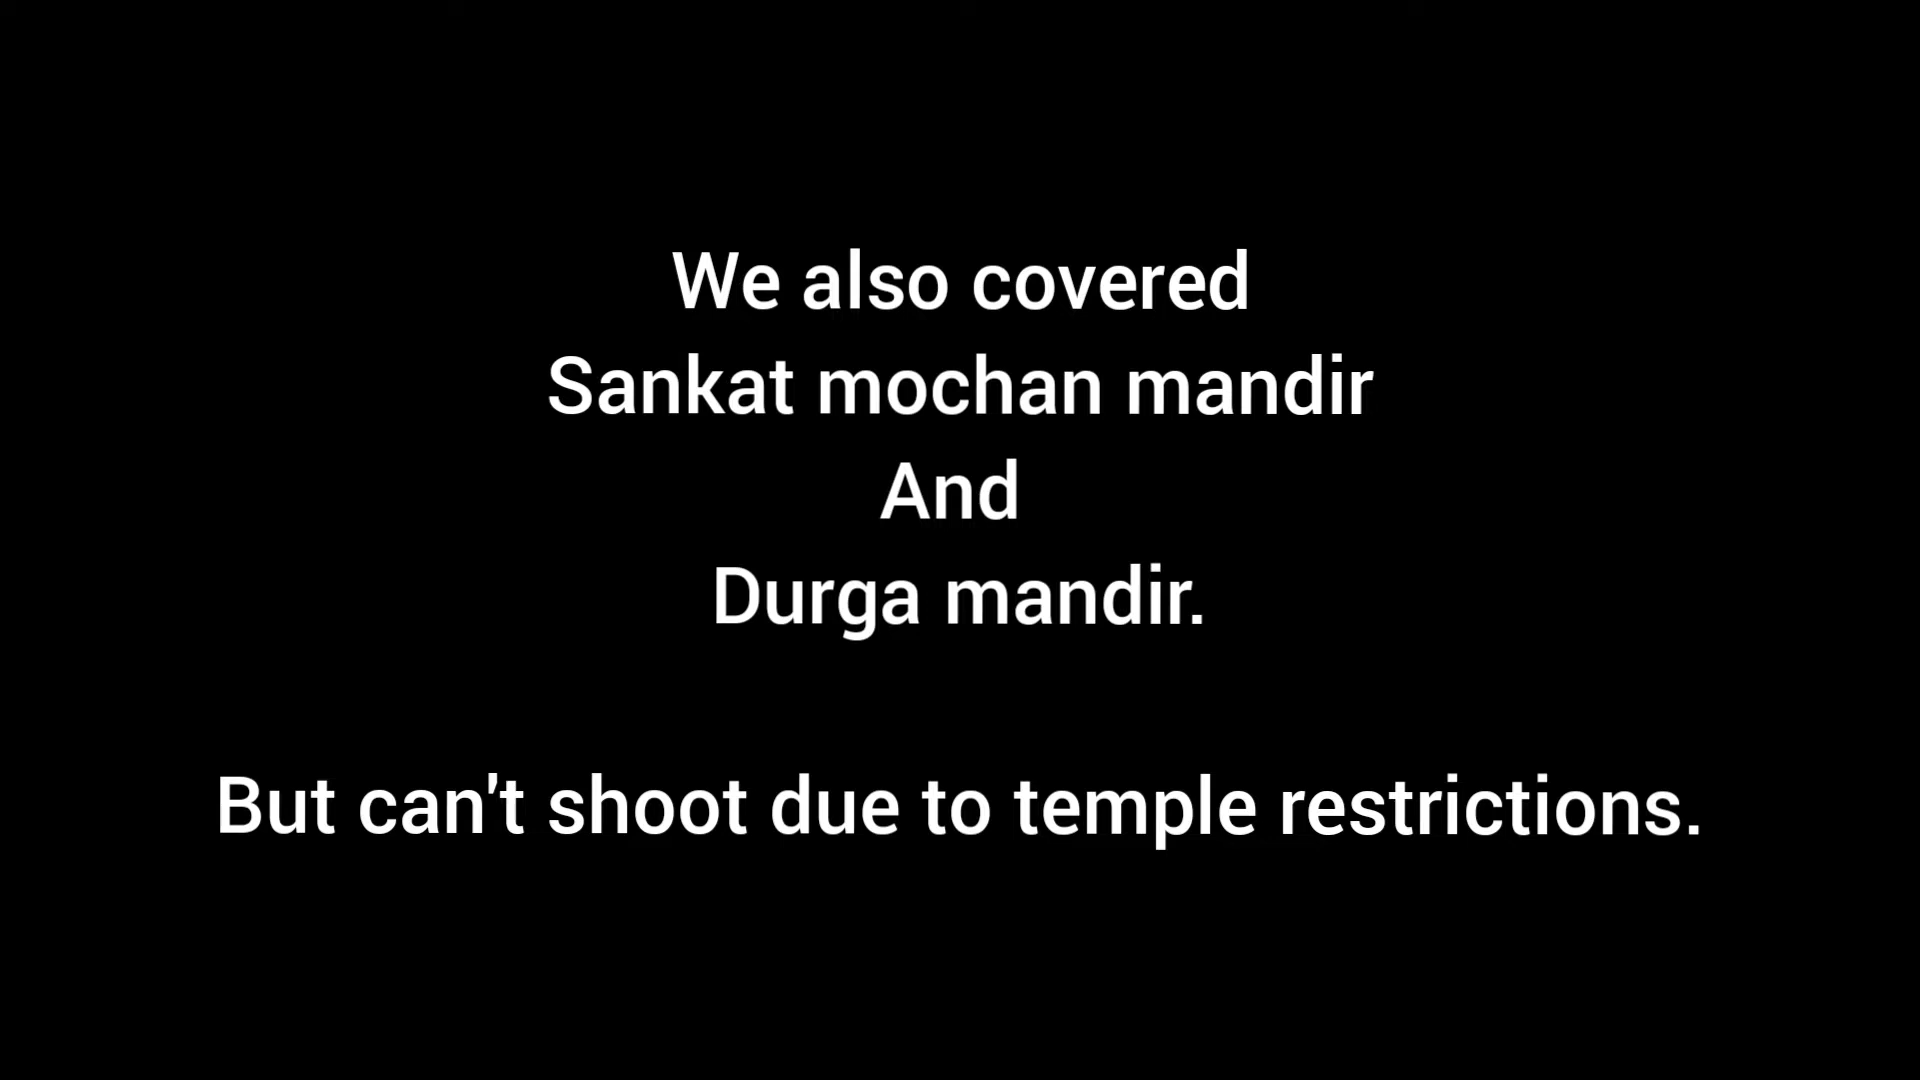 We also covered
Sankat mochan mandir
And
Durga mandir.
But can't shoot due to temple restrictions.